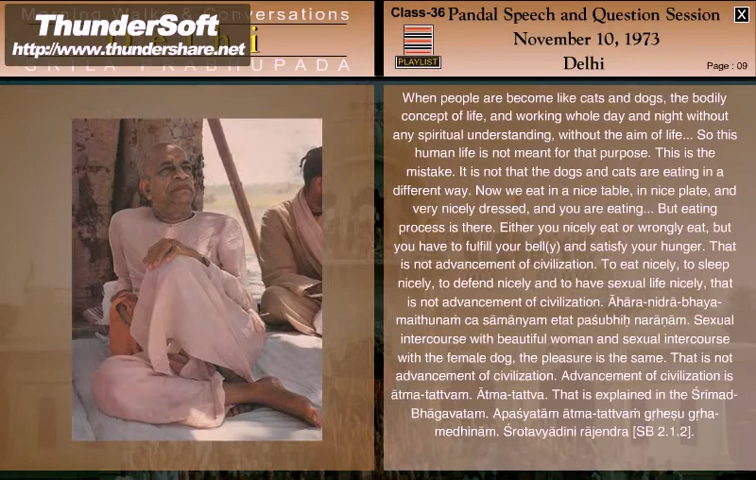 Morning Walks & Conversations
ThunderSoft
http://www.thundershare.net
SRILA PRABHUPADA
Class-36 Pandal Speech and Question Session
November 10, 1973
Delhi
PLAYLIST
X
Page : 09
When people are become like cats and dogs, the bodily
concept of life, and working whole day and night without
any spiritual understanding, without the aim of life... So this
human life is not meant for that purpose. This is the
mistake. It is not that the dogs and cats are eating in a
different way. Now we eat in a nice table, in nice plate, and
very nicely dressed, and you are eating... But eating
process is there. Either you nicely eat or wrongly eat, but
you have to fulfill your bell(y) and satisfy your hunger. That
is not advancement of civilization. To eat nicely, to sleep
nicely, to defend nicely and to have sexual life nicely, that
is not advancement of civilization. Āhāra-nidrā-bhaya-
maithunaṁ ca sāmānyam etat paśubhiḥ narāṇām. Sexual
intercourse with beautiful woman and sexual intercourse
with the female dog, the pleasure is the same. That is not
advancement of civilization. Advancement of civilization is
ātma-tattvam. Ātma-tattva. That is explained in the Śrimad-
Bhāgavatam. Apaśyatām ātma-tattvaṁ gṛheṣu gṛha-
medhinām. Śrotavyādini rājendra [SB 2.1.2].